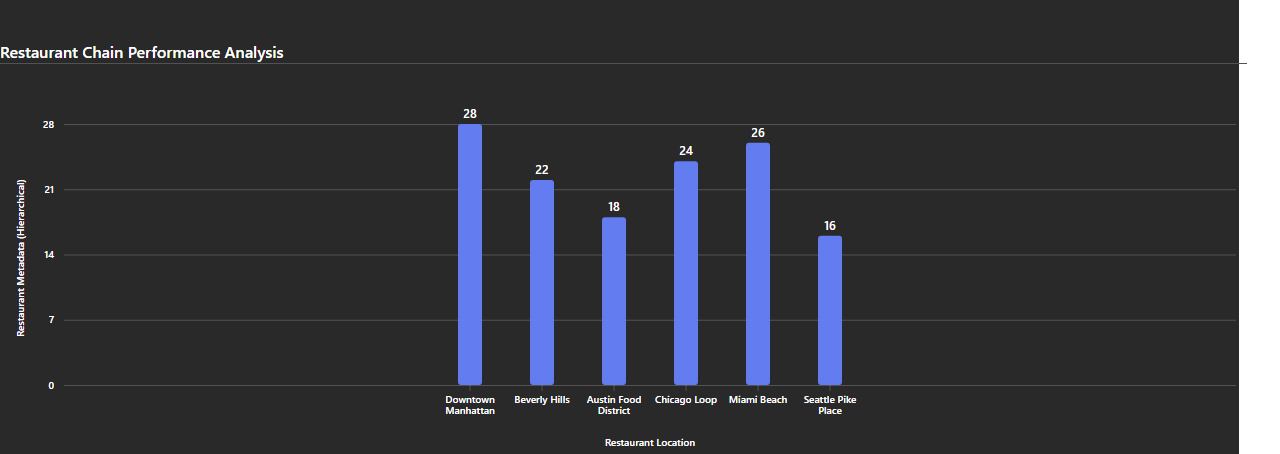 Restaurant Chain Performance Analysis
28
21
14
7
0
Restaurant Metadata (Hierarchical)
28
22
18
24
26
16
Downtown
Manhattan
Beverly Hills
Austin Food
District
Chicago Loop
Miami Beach
Seattle Pike
Place
Restaurant Location